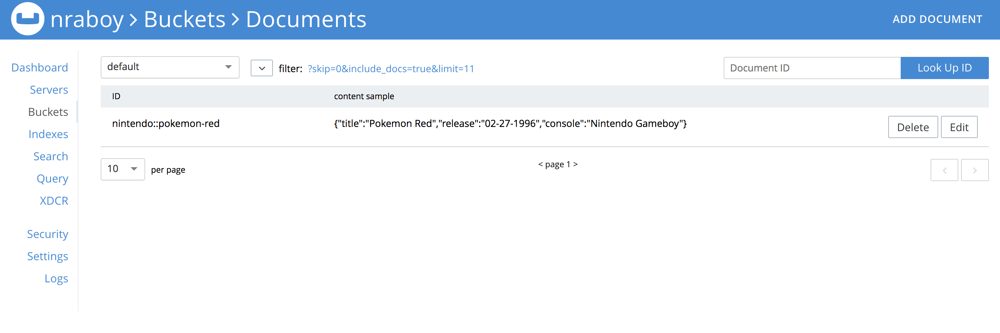 nraboy > Buckets > Documents
ADD DOCUMENT
Dashboard
Servers
Buckets
Indexes
Search
Query
XDCR
Security
Settings
Logs
default
filter: ?skip=0&include_docs=true&limit=11
Document ID
Look Up ID
ID content sample
nintendo::pokemon-red {"title":"Pokemon Red","release":"02-27-1996","console":"Nintendo Gameboy"} Delete Edit
10 per page
< page 1 >